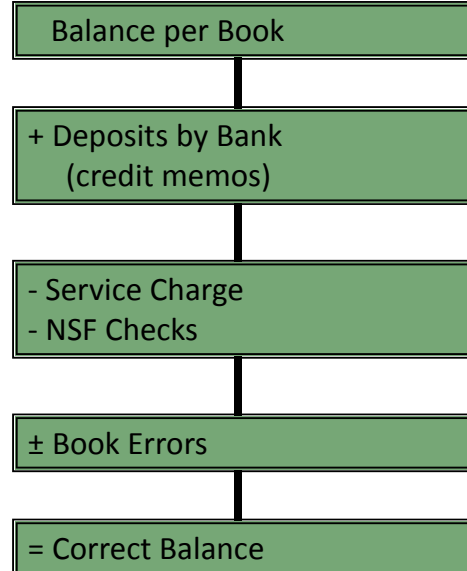 Balance per Book
+ Deposits by Bank
(credit memos)
- Service Charge
- NSF Checks
± Book Errors
= Correct Balance